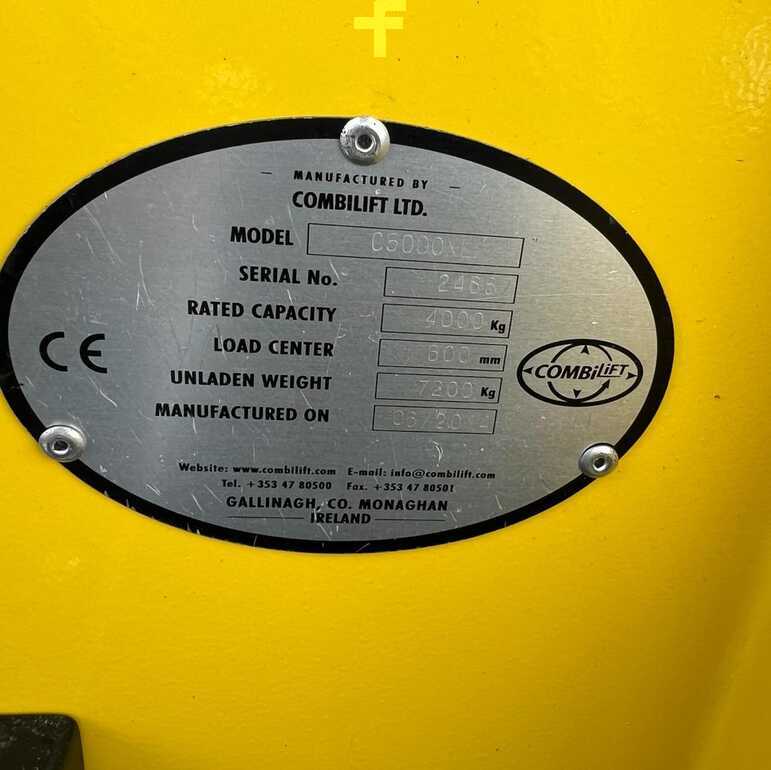 MANUFACTURED BY
COMBILIFT LTD.
MODEL
SERIAL No. 2466
RATED CAPACITY 4000 Kg
LOAD CENTER 600 mm
UNLADEN WEIGHT 7200 Kg
MANUFACTURED ON
CE
COMBiLiFT
Website: www.combilift.com E-mail: info@combilift.com
Tel. +353 47 80500 Fax. +353 47 80501
GALLINAGH, CO. MONAGHAN
IRELAND